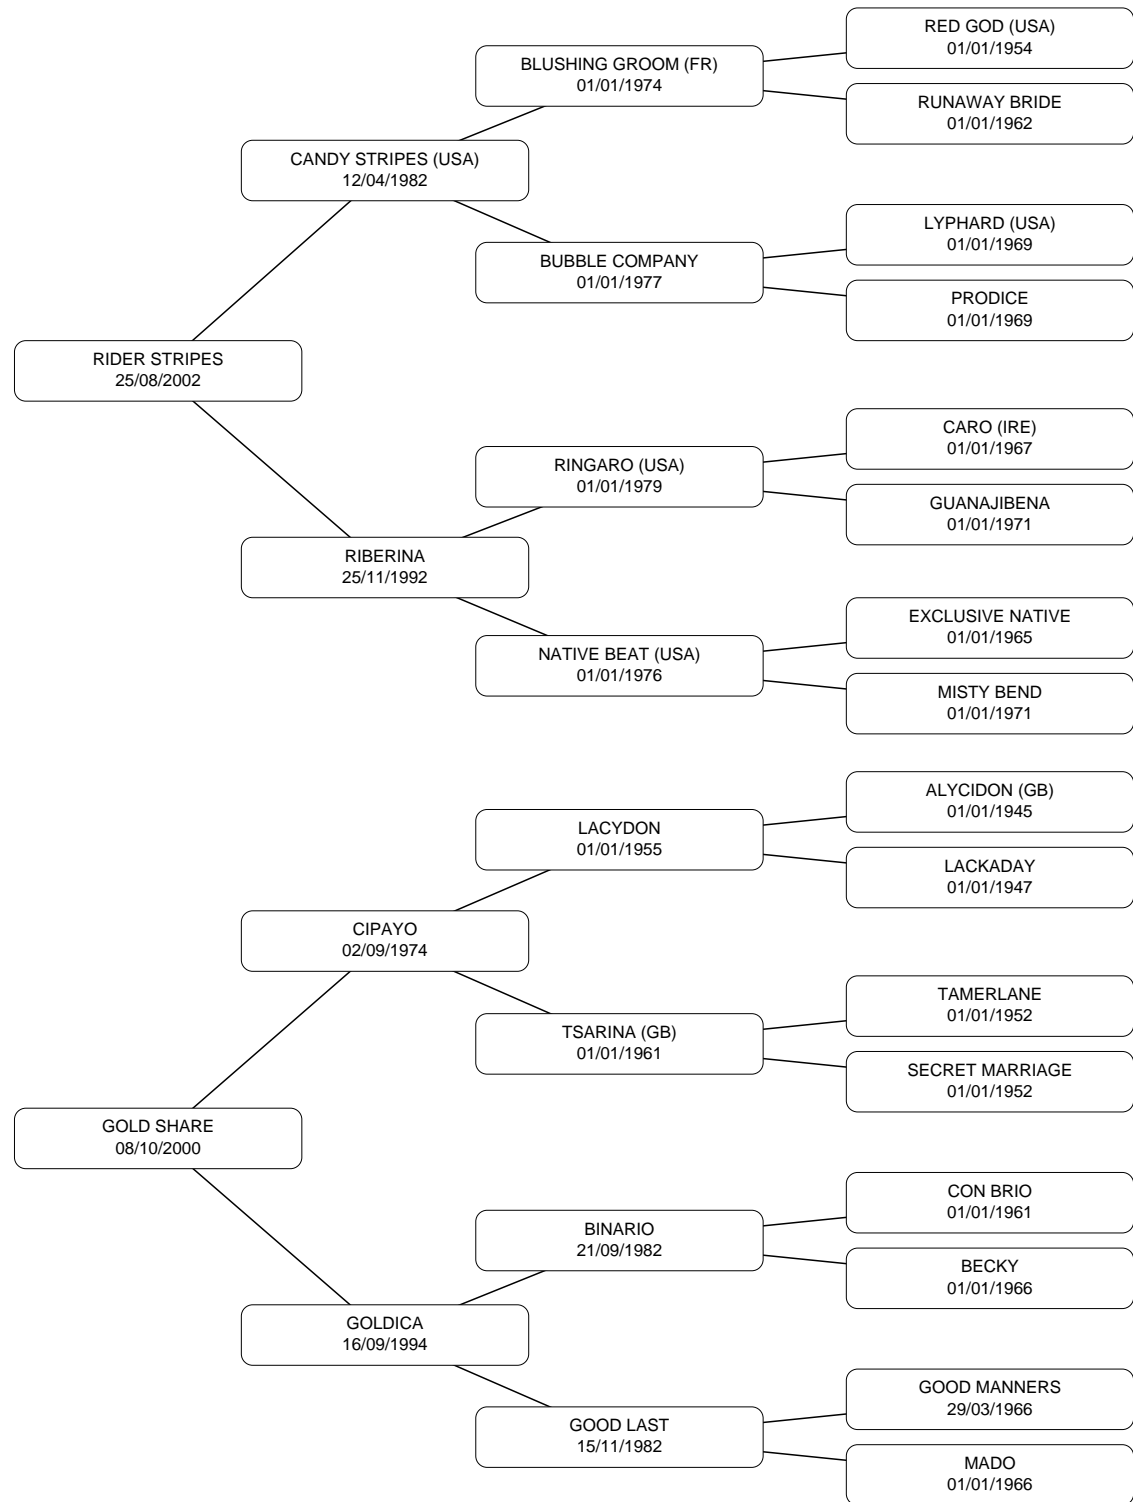 RED GOD (USA)
01/01/1954
BLUSHING GROOM (FR)
01/01/1974
RUNAWAY BRIDE
01/01/1962
CANDY STRIPES (USA)
12/04/1982
LYPHARD (USA)
01/01/1969
BUBBLE COMPANY
01/01/1977
PRODICE
01/01/1969
RIDER STRIPES
25/08/2002
CARO (IRE)
01/01/1967
RINGARO (USA)
01/01/1979
GUANAJIBENA
01/01/1971
RIBERINA
25/11/1992
EXCLUSIVE NATIVE
01/01/1965
NATIVE BEAT (USA)
01/01/1976
MISTY BEND
01/01/1971
ALYCIDON (GB)
01/01/1945
LACYDON
01/01/1955
LACKADAY
01/01/1947
CIPAYO
02/09/1974
TAMERLANE
01/01/1952
TSARINA (GB)
01/01/1961
SECRET MARRIAGE
01/01/1952
GOLD SHARE
08/10/2000
CON BRIO
01/01/1961
BINARIO
21/09/1982
BECKY
01/01/1966
GOLDICA
16/09/1994
GOOD MANNERS
29/03/1966
GOOD LAST
15/11/1982
MADO
01/01/1966